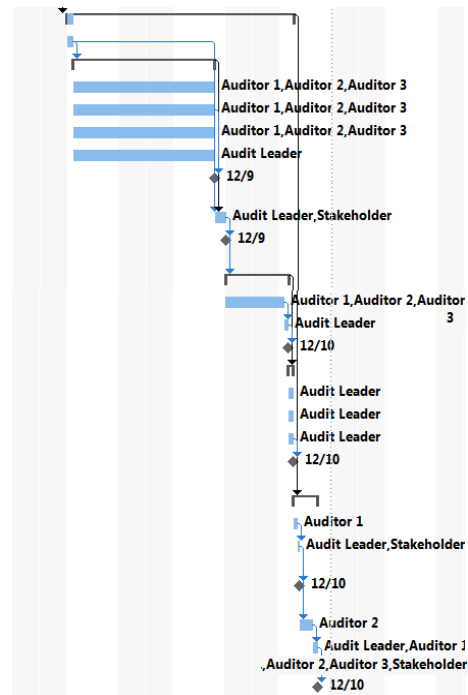 Auditor 1,Auditor 2,Auditor 3
Auditor 1,Auditor 2,Auditor 3
Auditor 1,Auditor 2,Auditor 3
Audit Leader
12/9
Audit Leader,Stakeholder
12/9
Auditor 1,Auditor 2,Auditor
3
Audit Leader
12/10
Audit Leader
Audit Leader
Audit Leader
12/10
Auditor 1
Audit Leader,Stakeholder
12/10
Auditor 2
Audit Leader,Auditor 1
,Auditor 2,Auditor 3,Stakeholder
12/10